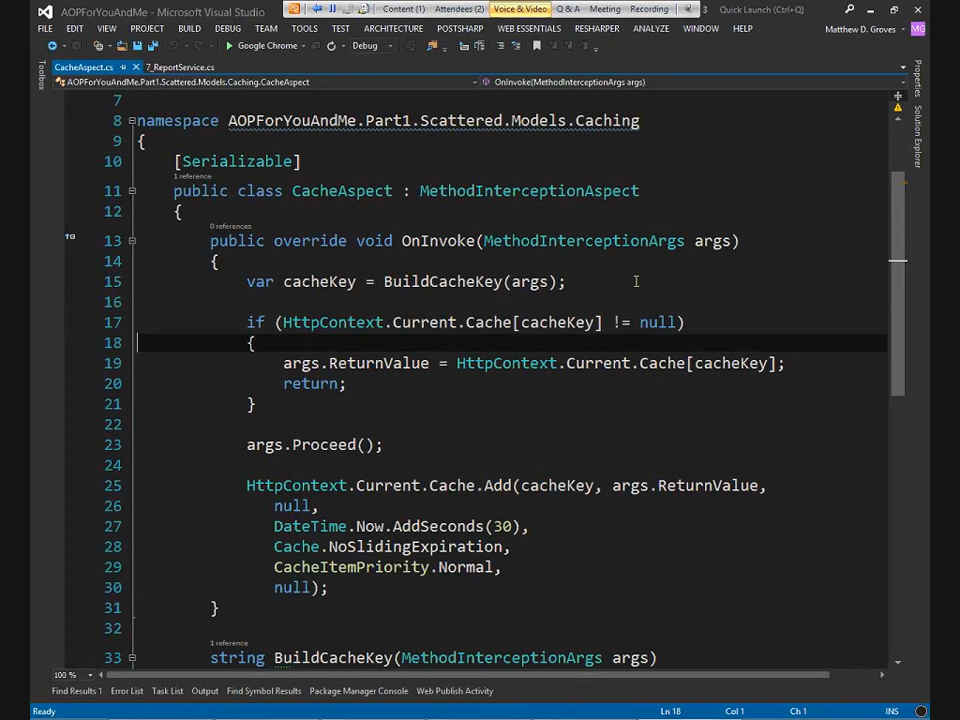 AOPForYouAndMe - Microsoft Visual Studio
Content (1) Attendees (2) Voice & Video Q & A Meeting Recording
3 Quick Launch (Ctrl+Q)
FILE EDIT VIEW PROJECT BUILD DEBUG TEAM TOOLS TEST ARCHITECTURE POSTSHARP WEB ESSENTIALS RESHARPER ANALYZE WINDOW HELP Matthew D. Groves MG
Google Chrome Debug
Toolbox
CacheAspect.cs 7_ReportService.cs
AOPForYouAndMe.Part1.Scattered.Models.Caching.CacheAspect OnInvoke(MethodInterceptionArgs args)
Properties
Solution Explorer
7
8 namespace AOPForYouAndMe.Part1.Scattered.Models.Caching
9 {
10 [Serializable]
1 reference
11 public class CacheAspect : MethodInterceptionAspect
12 {
0 references
13 public override void OnInvoke(MethodInterceptionArgs args)
14 {
15 var cacheKey = BuildCacheKey(args);
16
17 if (HttpContext.Current.Cache[cacheKey] != null)
18 {
19 args.ReturnValue = HttpContext.Current.Cache[cacheKey];
20 return;
21 }
22
23 args.Proceed();
24
25 HttpContext.Current.Cache.Add(cacheKey, args.ReturnValue,
26 null,
27 DateTime.Now.AddSeconds(30),
28 Cache.NoSlidingExpiration,
29 CacheItemPriority.Normal,
30 null);
31 }
32
1 reference
33 string BuildCacheKey(MethodInterceptionArgs args)
100 %
Find Results 1 Error List Task List Output Find Symbol Results Package Manager Console Web Publish Activity
Ready Ln 18 Col 1 Ch 1 INS